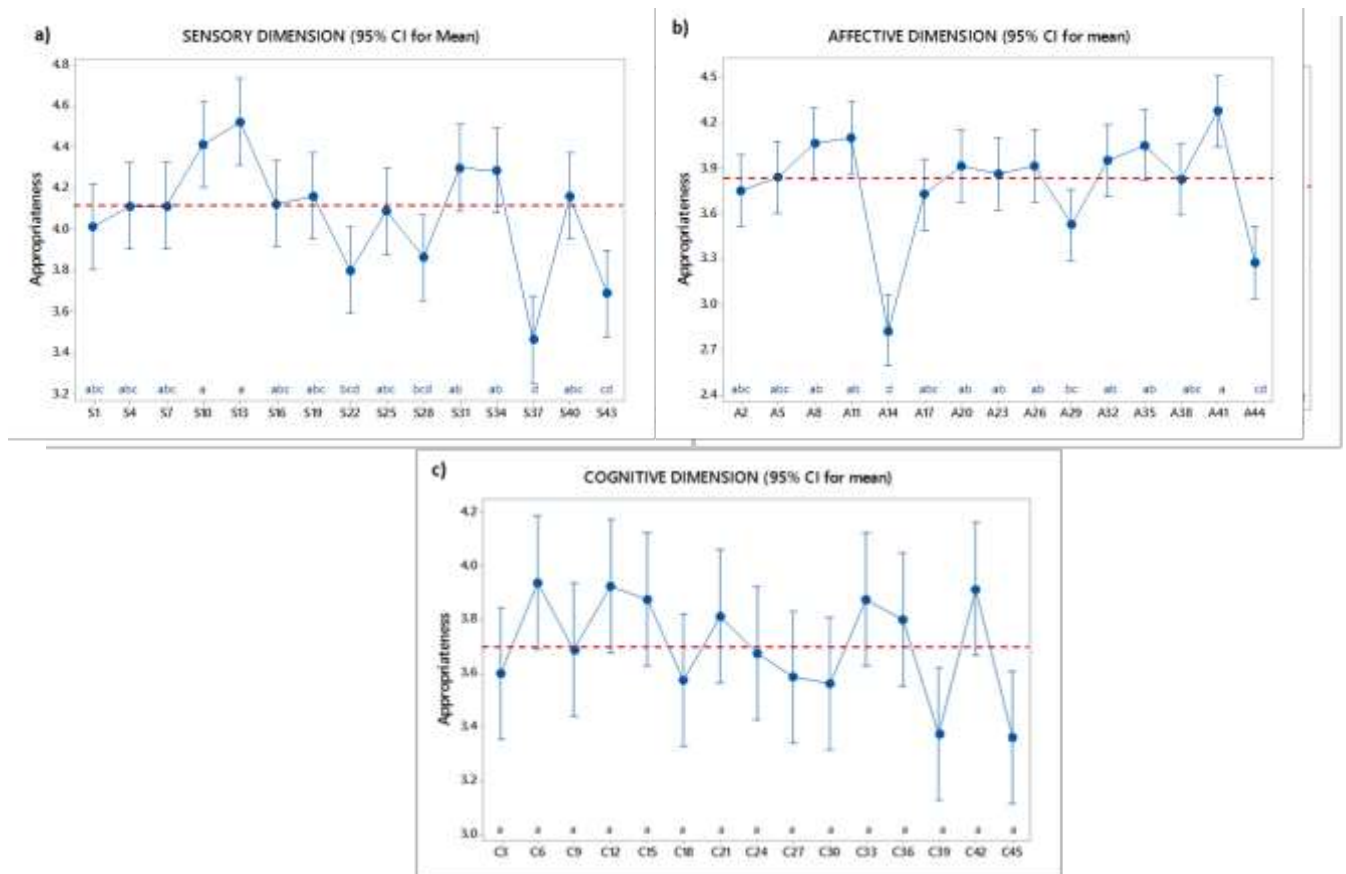 a)
SENSORY DIMENSION (95% CI for Mean)
Appropriateness
4.8
4.6
4.4
4.2
4.0
3.8
3.6
3.4
3.2
abc abc abc a a abc abc bcd abc bcd ab ab d abc cd
S1 S4 S7 S10 S13 S16 S19 S22 S25 S28 S31 S34 S37 S40 S43
b)
AFFECTIVE DIMENSION (95% CI for mean)
Appropriateness
4.5
4.2
3.9
3.6
3.3
3.0
2.7
2.4
abc abc ab ab d abc ab ab ab bc ab ab abc a cd
A2 A5 A8 A11 A14 A17 A20 A23 A26 A29 A32 A35 A38 A41 A44
c)
COGNITIVE DIMENSION (95% CI for mean)
Appropriateness
4.2
4.0
3.8
3.6
3.4
3.2
3.0
a a a a a a a a a a a a a a a
C3 C6 C9 C12 C15 C18 C21 C24 C27 C30 C33 C36 C39 C42 C45